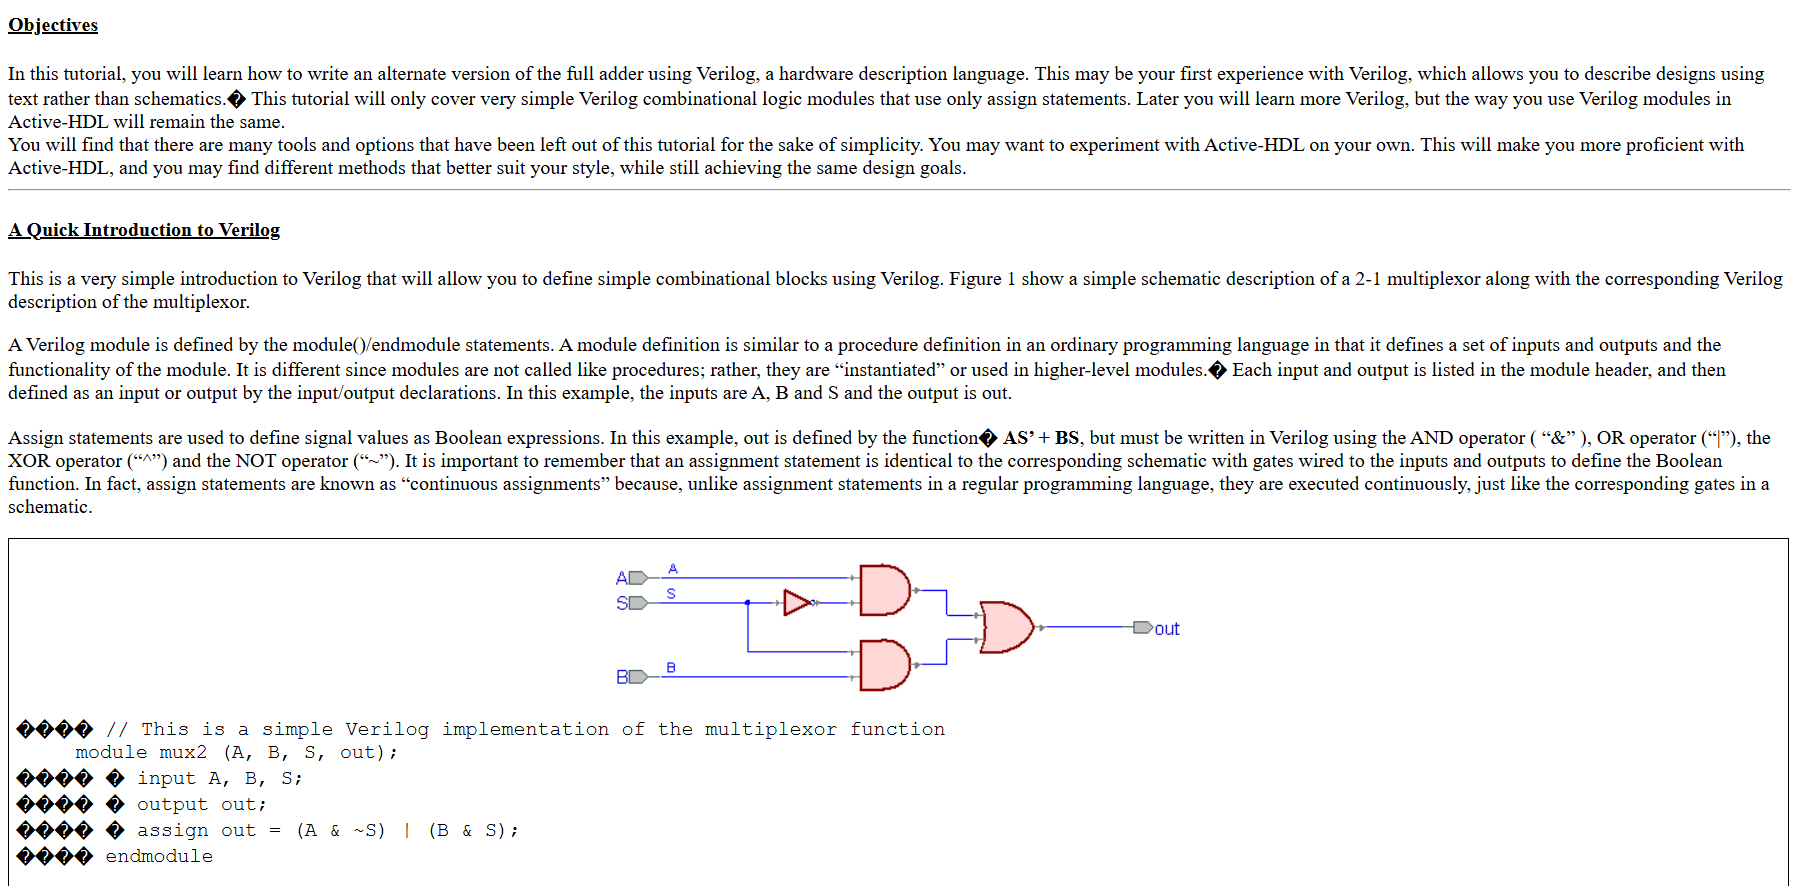 Objectives
In this tutorial, you will learn how to write an alternate version of the full adder using Verilog, a hardware description language. This may be your first experience with Verilog, which allows you to describe designs using
text rather than schematics.� This tutorial will only cover very simple Verilog combinational logic modules that use only assign statements. Later you will learn more Verilog, but the way you use Verilog modules in
Active-HDL will remain the same.
You will find that there are many tools and options that have been left out of this tutorial for the sake of simplicity. You may want to experiment with Active-HDL on your own. This will make you more proficient with
Active-HDL, and you may find different methods that better suit your style, while still achieving the same design goals.
A Quick Introduction to Verilog
This is a very simple introduction to Verilog that will allow you to define simple combinational blocks using Verilog. Figure 1 show a simple schematic description of a 2-1 multiplexor along with the corresponding Verilog
description of the multiplexor.
A Verilog module is defined by the module()/endmodule statements. A module definition is similar to a procedure definition in an ordinary programming language in that it defines a set of inputs and outputs and the
functionality of the module. It is different since modules are not called like procedures; rather, they are “instantiated” or used in higher-level modules.� Each input and output is listed in the module header, and then
defined as an input or output by the input/output declarations. In this example, the inputs are A, B and S and the output is out.
Assign statements are used to define signal values as Boolean expressions. In this example, out is defined by the function� AS’ + BS, but must be written in Verilog using the AND operator ( “&” ), OR operator (“|”), the
XOR operator (“^”) and the NOT operator (“~”). It is important to remember that an assignment statement is identical to the corresponding schematic with gates wired to the inputs and outputs to define the Boolean
function. In fact, assign statements are known as “continuous assignments” because, unlike assignment statements in a regular programming language, they are executed continuously, just like the corresponding gates in a
schematic.
A A
S S
B B
out
���� // This is a simple Verilog implementation of the multiplexor function
module mux2 (A, B, S, out);
���� � input A, B, S;
���� � output out;
���� � assign out = (A & ~S) | (B & S);
���� endmodule